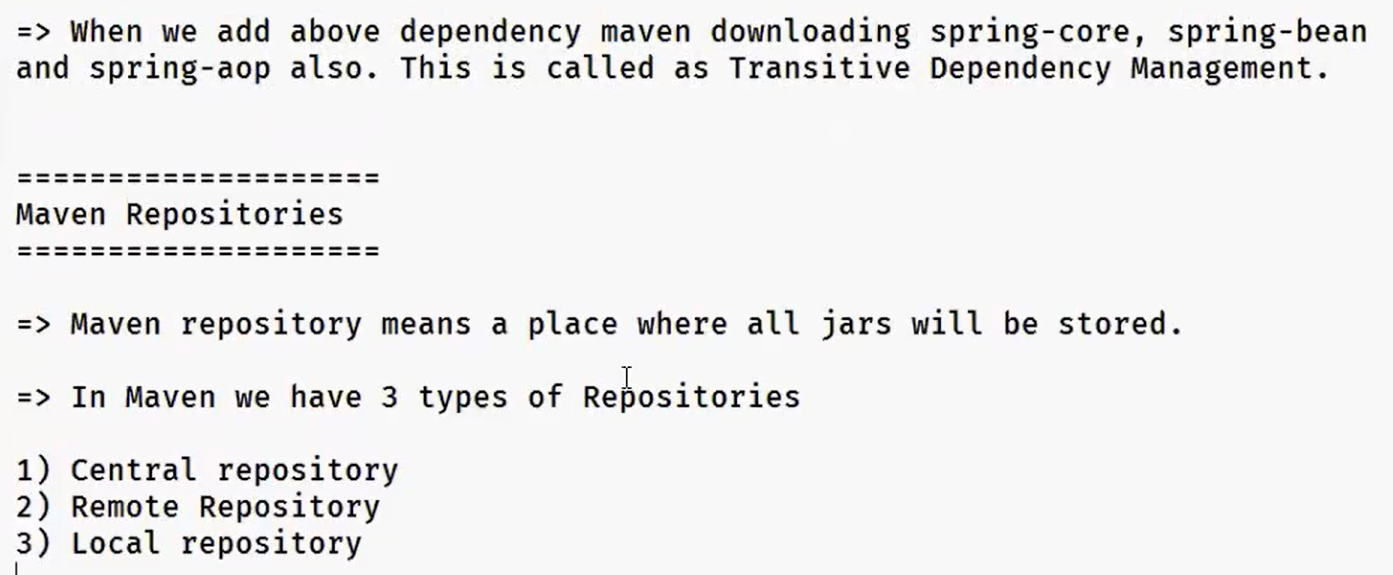 => When we add above dependency maven downloading spring-core, spring-bean
and spring-aop also. This is called as Transitive Dependency Management.
====================
Maven Repositories
====================
=> Maven repository means a place where all jars will be stored.
=> In Maven we have 3 types of Repositories
1) Central repository
2) Remote Repository
3) Local repository